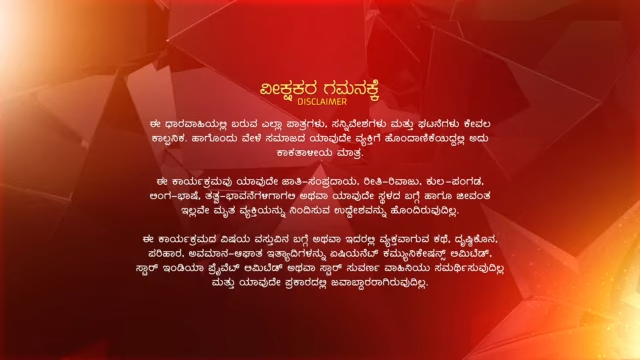 ವೀಕ್ಷಕರ ಗಮನಕ್ಕೆ
DISCLAIMER
ಈ ಧಾರವಾಹಿಯಲ್ಲಿ ಬರುವ ಎಲ್ಲಾ ಪಾತ್ರಗಳು, ಸನ್ನಿವೇಶಗಳು ಮತ್ತು ಘಟನೆಗಳು ಕೇವಲ
ಕಾಲ್ಪನಿಕ. ಹಾಗೊಂದು ವೇಳೆ ಸಮಾಜದ ಯಾವುದೇ ವ್ಯಕ್ತಿಗೆ ಹೊಂದಾಣಿಕೆಯಿದ್ದಲ್ಲಿ ಅದು
ಕಾಕತಾಳೀಯ ಮಾತ್ರ.
ಈ ಕಾರ್ಯಕ್ರಮವು ಯಾವುದೇ ಜಾತಿ-ಸಂಪ್ರದಾಯ, ರೀತಿ-ರಿವಾಜು, ಕುಲ-ಪಂಗಡ,
ಲಿಂಗ-ಭಾಷೆ, ತತ್ವ-ಭಾವನೆಗಳಿಗಾಗಲಿ ಅಥವಾ ಯಾವುದೇ ಸ್ಥಳದ ಬಗ್ಗೆ ಹಾಗೂ ಜೀವಂತ
ಇಲ್ಲವೇ ಮೃತ ವ್ಯಕ್ತಿಯನ್ನು ನಿಂದಿಸುವ ಉದ್ದೇಶವನ್ನು ಹೊಂದಿರುವುದಿಲ್ಲ.
ಈ ಕಾರ್ಯಕ್ರಮದ ವಿಷಯ ವಸ್ತುವಿನ ಬಗ್ಗೆ ಅಥವಾ ಇದರಲ್ಲಿ ವ್ಯಕ್ತವಾಗುವ ಕಥೆ, ದೃಷ್ಟಿಕೋನ,
ಪರಿಹಾರ, ಅವಮಾನ-ಆಘಾತ ಇತ್ಯಾದಿಗಳನ್ನು ಏಷಿಯನೆಟ್ ಕಮ್ಯುನಿಕೇಷನ್ಸ್ ಲಿಮಿಟೆಡ್,
ಸ್ಟಾರ್ ಇಂಡಿಯಾ ಪ್ರೈವೆಟ್ ಲಿಮಿಟೆಡ್ ಅಥವಾ ಸ್ಟಾರ್ ಸುವರ್ಣ ವಾಹಿನಿಯು ಸಮರ್ಥಿಸುವುದಿಲ್ಲ
ಮತ್ತು ಯಾವುದೇ ಪ್ರಕಾರದಲ್ಲಿ ಜವಾಬ್ದಾರರಾಗಿರುವುದಿಲ್ಲ.